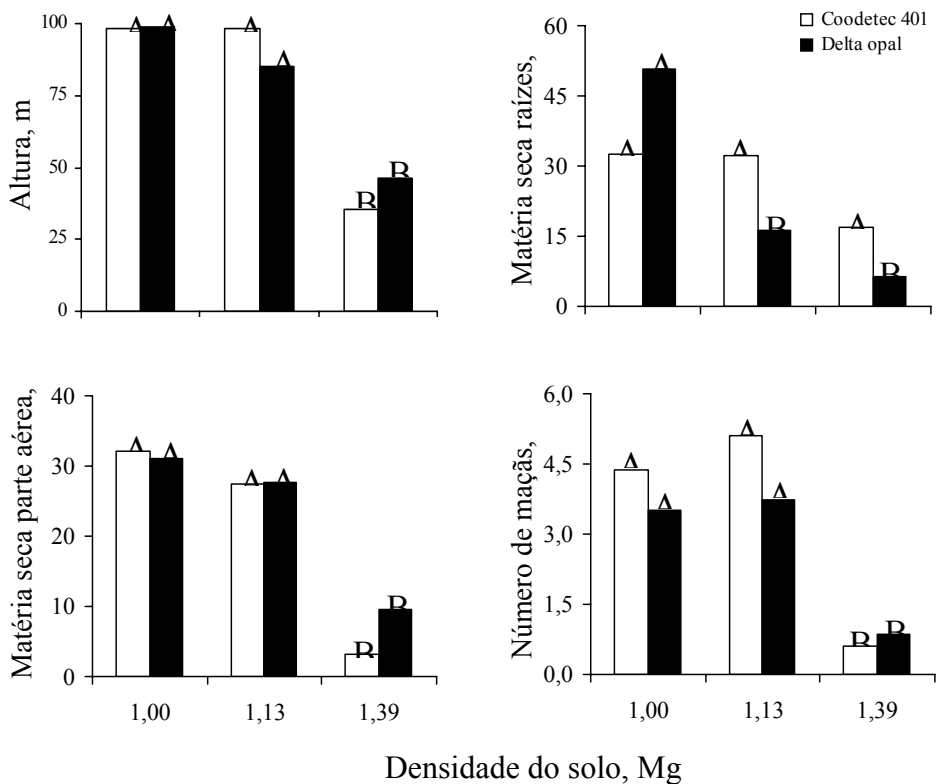 Coodetec 401
Delta opal
Altura, m
100
75
50
25
0
A A
A A
B B
Matéria seca raízes,
60
45
30
15
0
A A
A B
A B
Matéria seca parte aérea,
40
30
20
10
0
A A
A A
B B
1,00 1,13 1,39
Número de maçãs,
6,0
4,5
3,0
1,5
0,0
A A
A A
B B
1,00 1,13 1,39
Densidade do solo, Mg